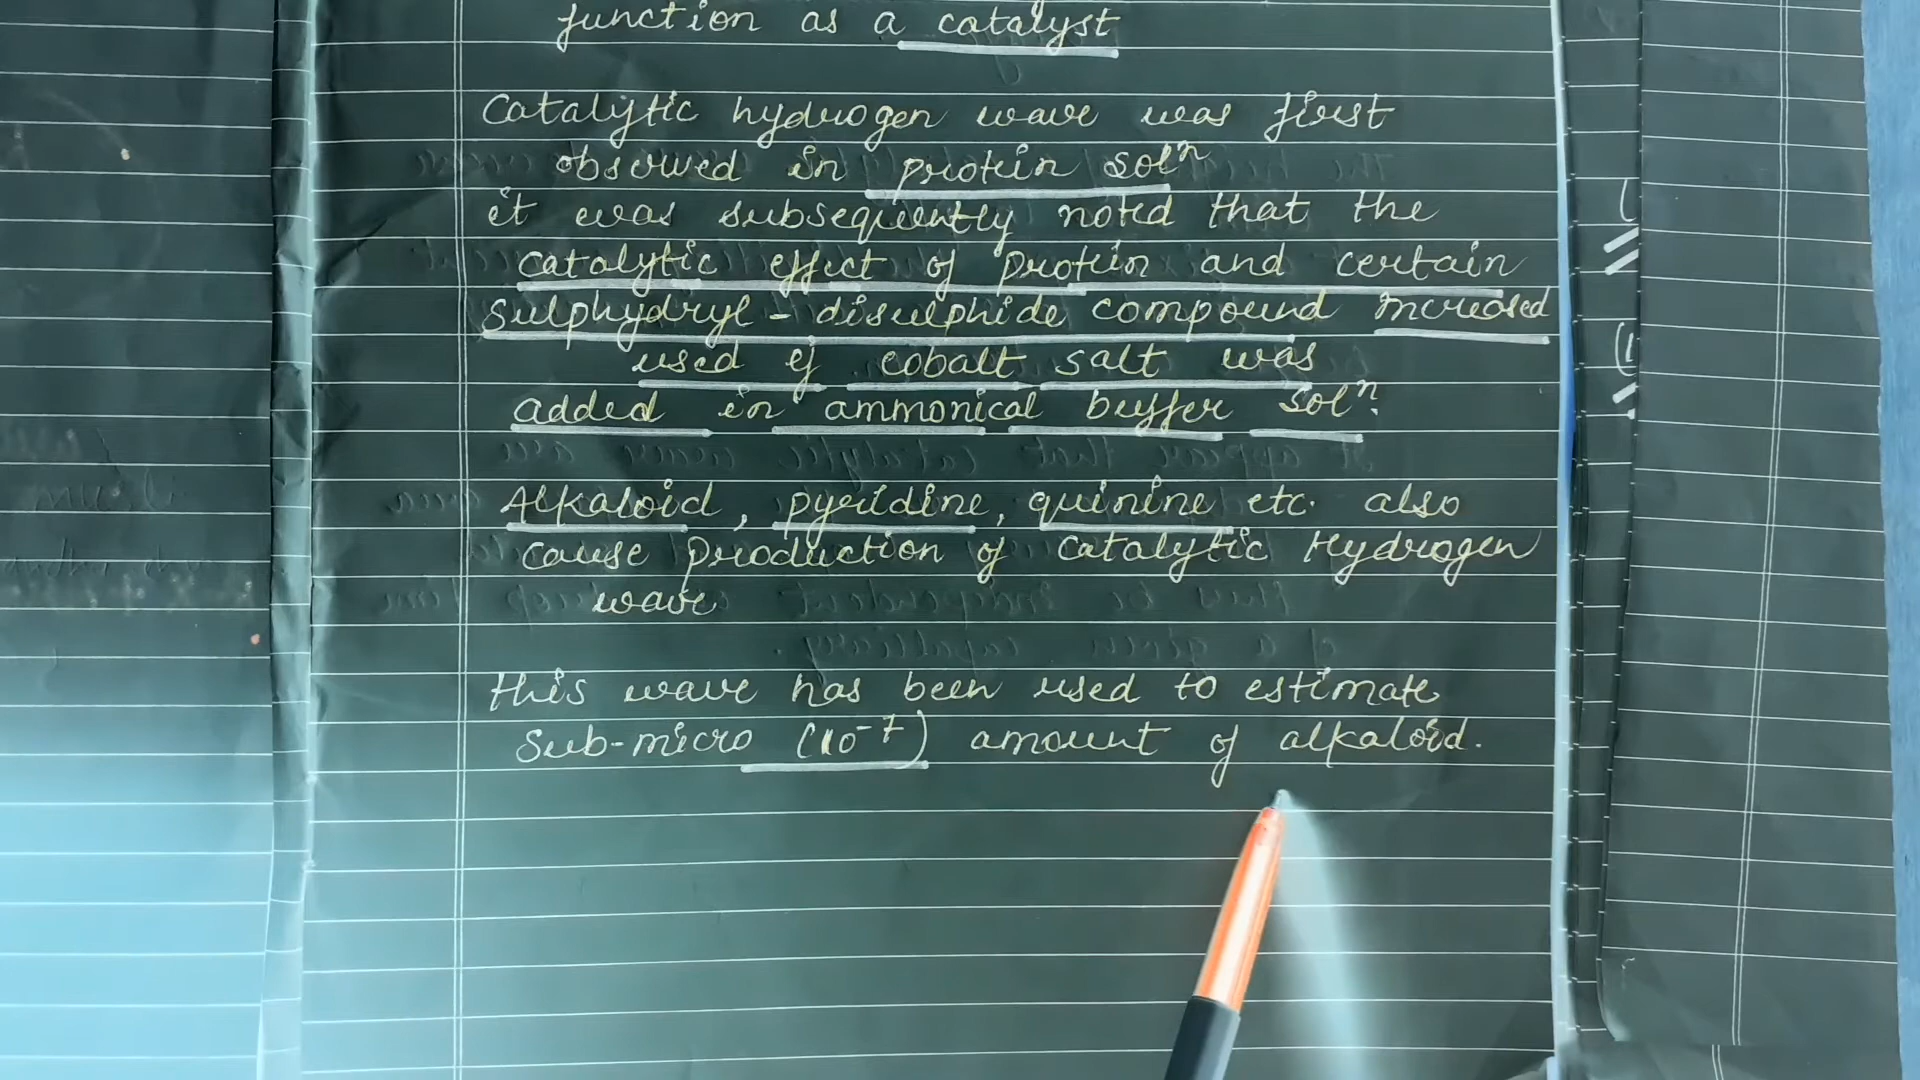 function as a catalyst
Catalytic hydrogen wave was first
observed in protein solⁿ
it was subsequently noted that the
catalytic effect of protein and certain
sulphydryl - disulphide compound increased
used if cobalt salt was
added in ammonical buffer solⁿ.
Alkaloid, pyridine, quinine etc. also
cause production of catalytic Hydrogen
wave
this wave has been used to estimate
sub-micro (10⁻⁷) amount of alkaloid.